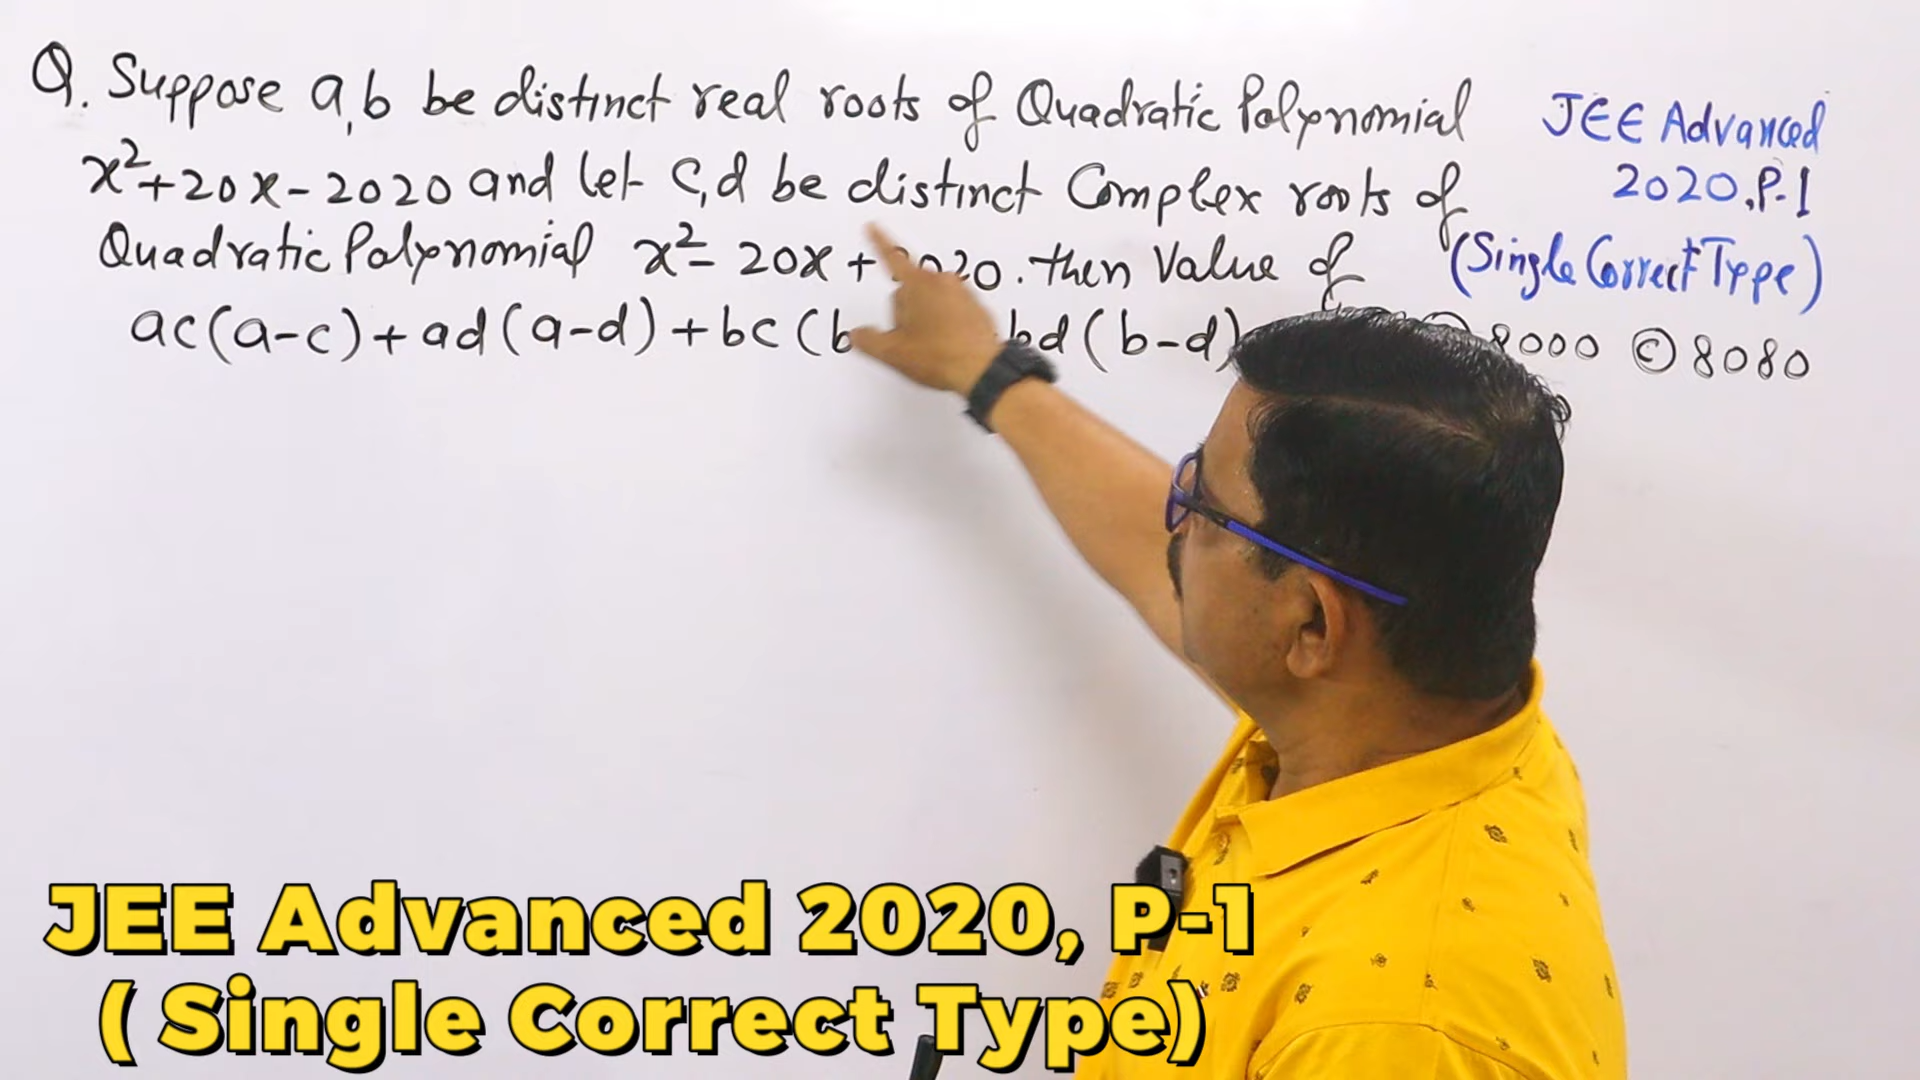 Q. Suppose a,b be distinct real roots of Quadratic Polynomial
x²+20x-2020 and let c,d be distinct Complex roots of
Quadratic Polynomial x²- 20x + 2020. then Value of
ac(a-c)+ad(a-d)+bc(b bd(b-d) 8000 ©8080
JEE Advanced
2020,P-1
(Single Correct Type)
JEE Advanced 2020, P-1
( Single Correct Type)